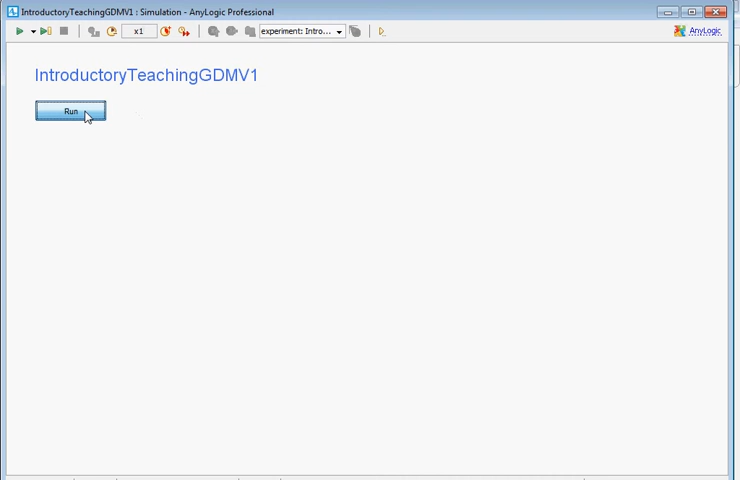 IntroductoryTeachingGDMV1 : Simulation - AnyLogic Professional
x1
experiment: Intro...
AnyLogic
IntroductoryTeachingGDMV1
Run